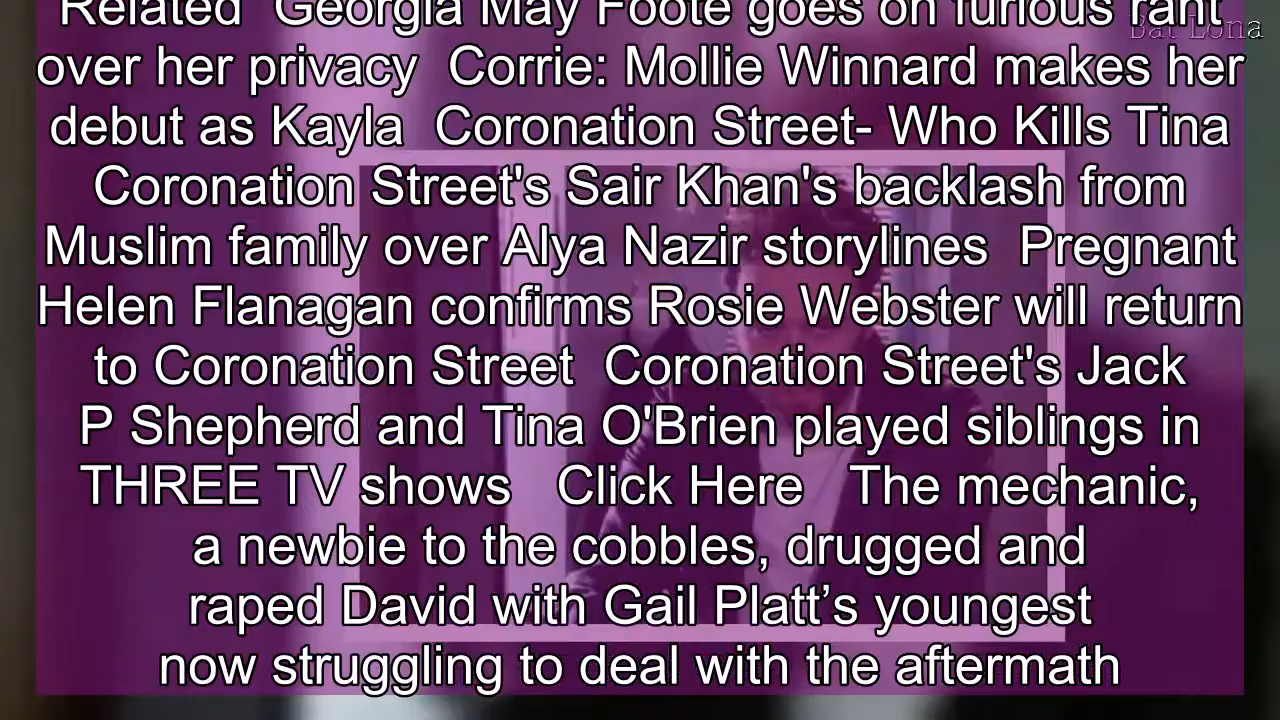 Related Georgia May Foote goes on furious rant
Bat Lona
over her privacy Corrie: Mollie Winnard makes her
debut as Kayla Coronation Street- Who Kills Tina
Coronation Street's Sair Khan's backlash from
Muslim family over Alya Nazir storylines Pregnant
Helen Flanagan confirms Rosie Webster will return
to Coronation Street Coronation Street's Jack
P Shepherd and Tina O'Brien played siblings in
THREE TV shows Click Here The mechanic,
a newbie to the cobbles, drugged and
raped David with Gail Platt’s youngest
now struggling to deal with the aftermath